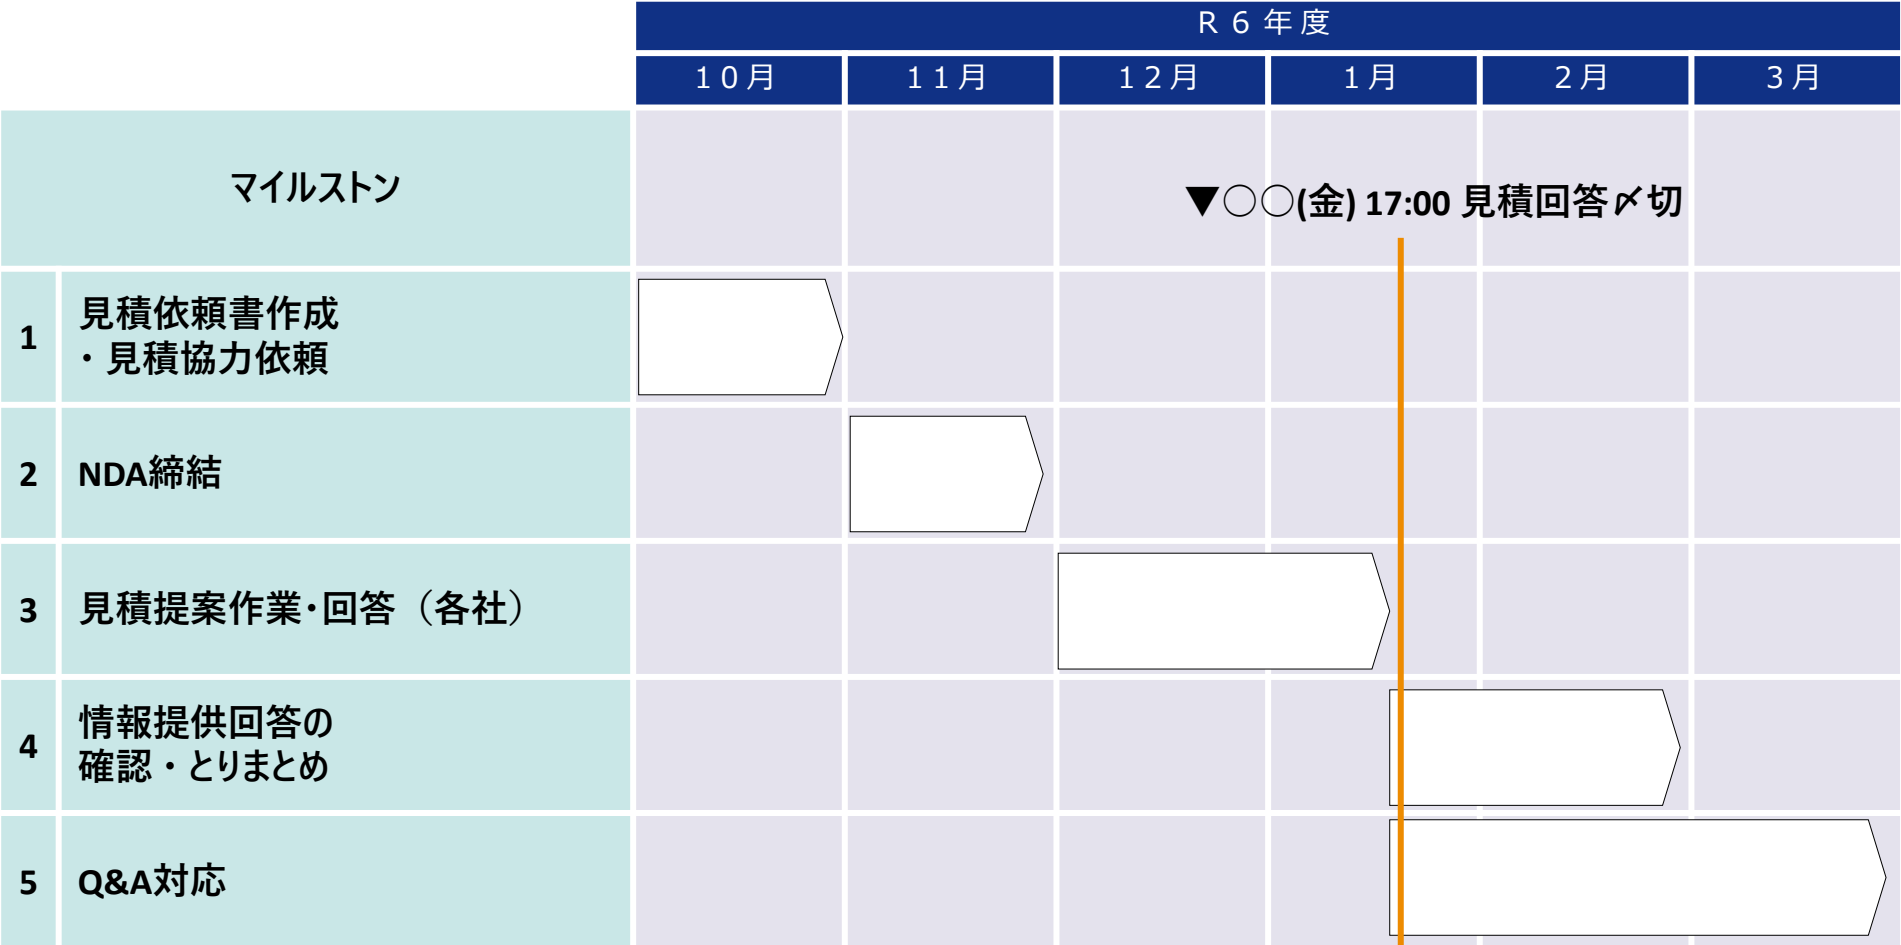 Ｒ６年度
１０月
１１月
１２月
１月
２月
３月
マイルストン
▼○○(金) 17:00 見積回答〆切
1
見積依頼書作成
・見積協力依頼
2
NDA締結
3
見積提案作業・回答（各社）
4
情報提供回答の
確認・とりまとめ
5
Q&A対応